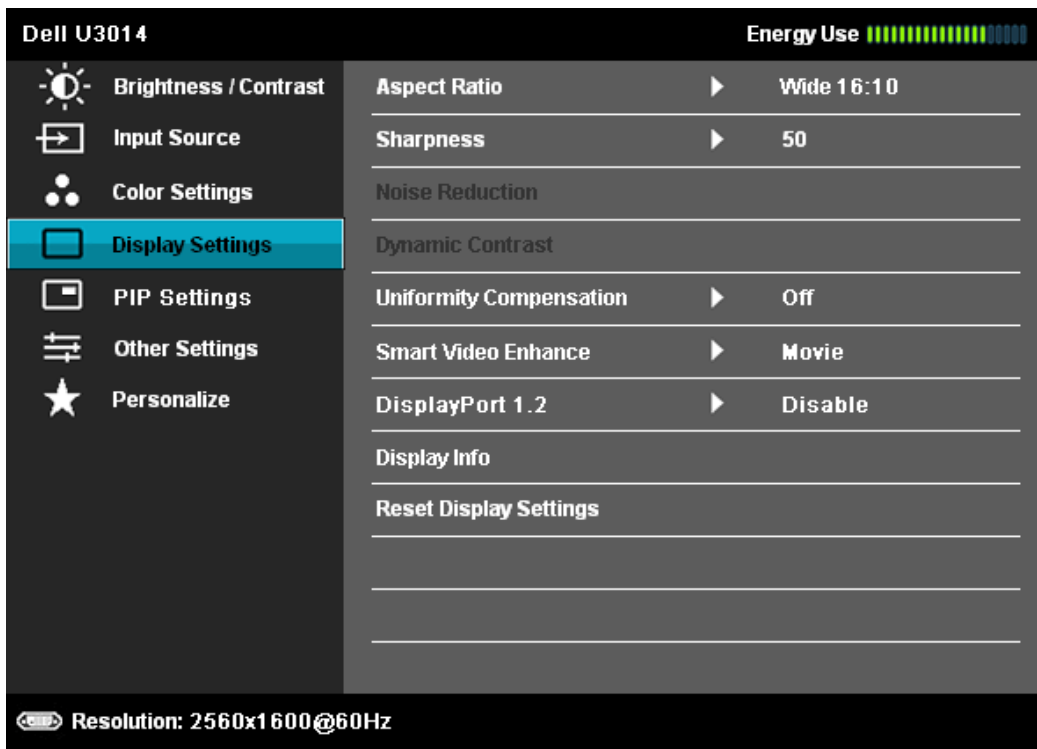 Dell U3014 Energy Use
Brightness / Contrast
Input Source
Color Settings
Display Settings
PIP Settings
Other Settings
Personalize
Aspect Ratio Wide 16:10
Sharpness 50
Noise Reduction
Dynamic Contrast
Uniformity Compensation Off
Smart Video Enhance Movie
DisplayPort 1.2 Disable
Display Info
Reset Display Settings
Resolution: 2560x1600@60Hz